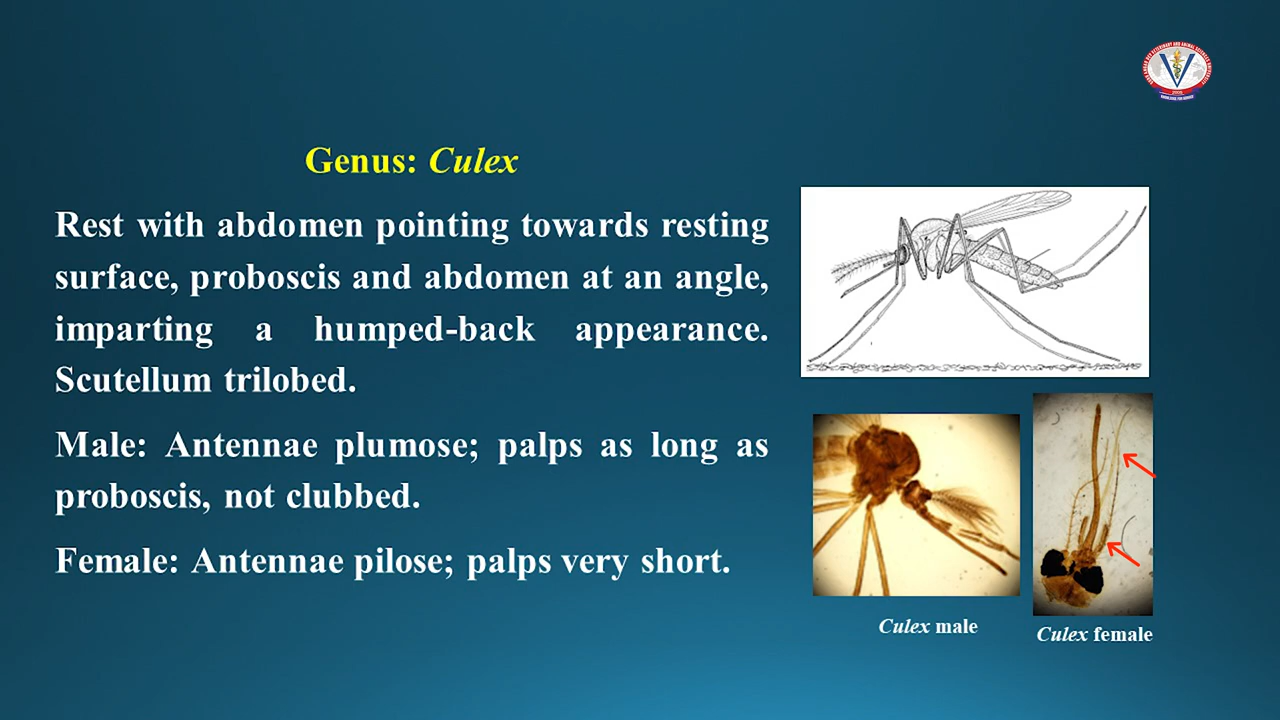 Genus: Culex
Rest with abdomen pointing towards resting
surface, proboscis and abdomen at an angle,
imparting a humped-back appearance.
Scutellum trilobed.
Male: Antennae plumose; palps as long as
proboscis, not clubbed.
Female: Antennae pilose; palps very short.
Culex male
Culex female